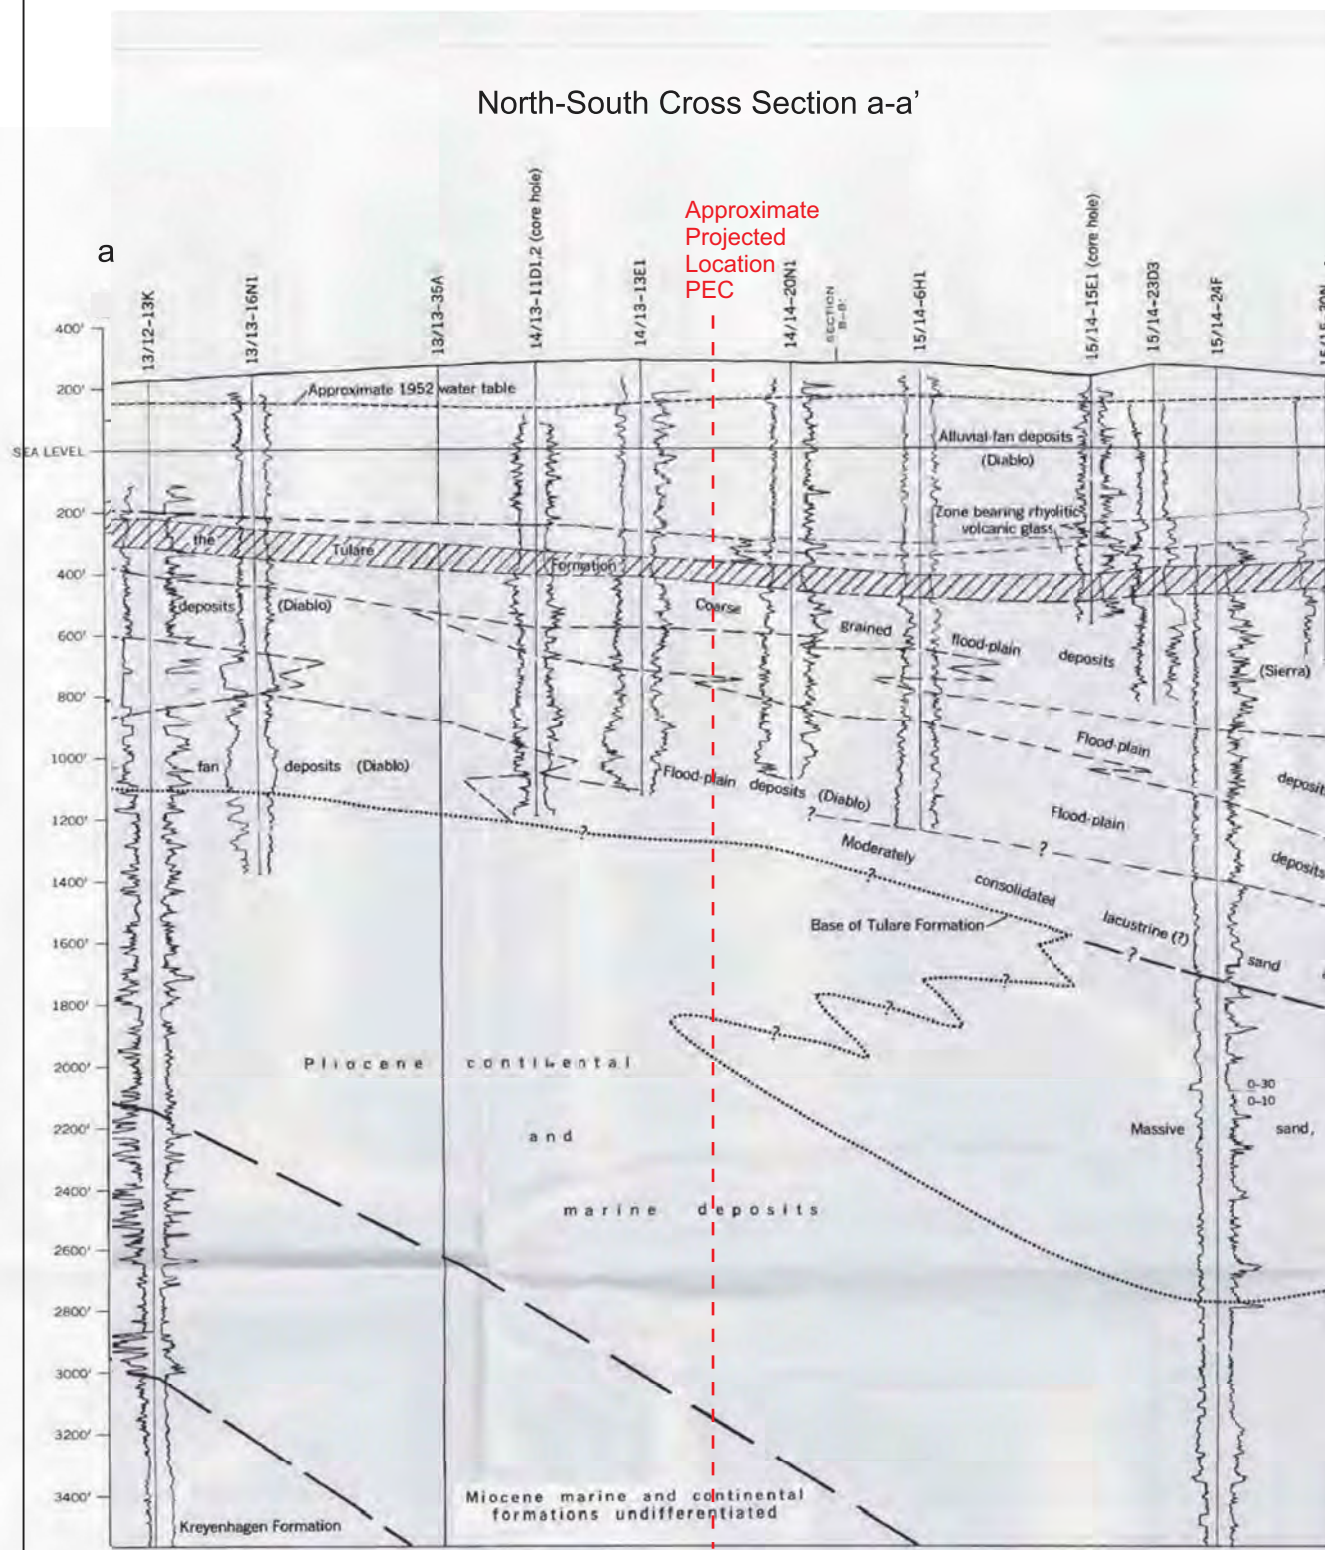 North-South Cross Section a-a’
a
Approximate
Projected
Location
PEC
13/12-13K
13/13-16N1
13/13-35A
14/13-11D1,2 (core hole)
14/13-13E1
14/14-20N1
SECTION
15/14-6H1
15/14-15E1 (core hole)
15/14-23D3
15/14-24F
400'
200'
SEA LEVEL
200'
400'
600'
800'
1000'
1200'
1400'
1600'
1800'
2000'
2200'
2400'
2600'
2800'
3000'
3200'
3400'
Approximate 1952 water table
Alluvial-fan deposits
(Diablo)
Zone bearing rhyolitic
volcanic glass
the Tulare Formation
deposits (Diablo)
Coarse grained flood-plain deposits (Sierra)
fan deposits (Diablo)
Flood-plain deposits (Diablo)
Flood-plain deposits
Flood-plain deposits
?
?
?
?
Moderately consolidated lacustrine (?) sand
Base of Tulare Formation
?
?
?
?
0-30
0-10
Pliocene continental
and
marine deposits
Massive sand,
Miocene marine and continental
formations undifferentiated
Kreyenhagen Formation